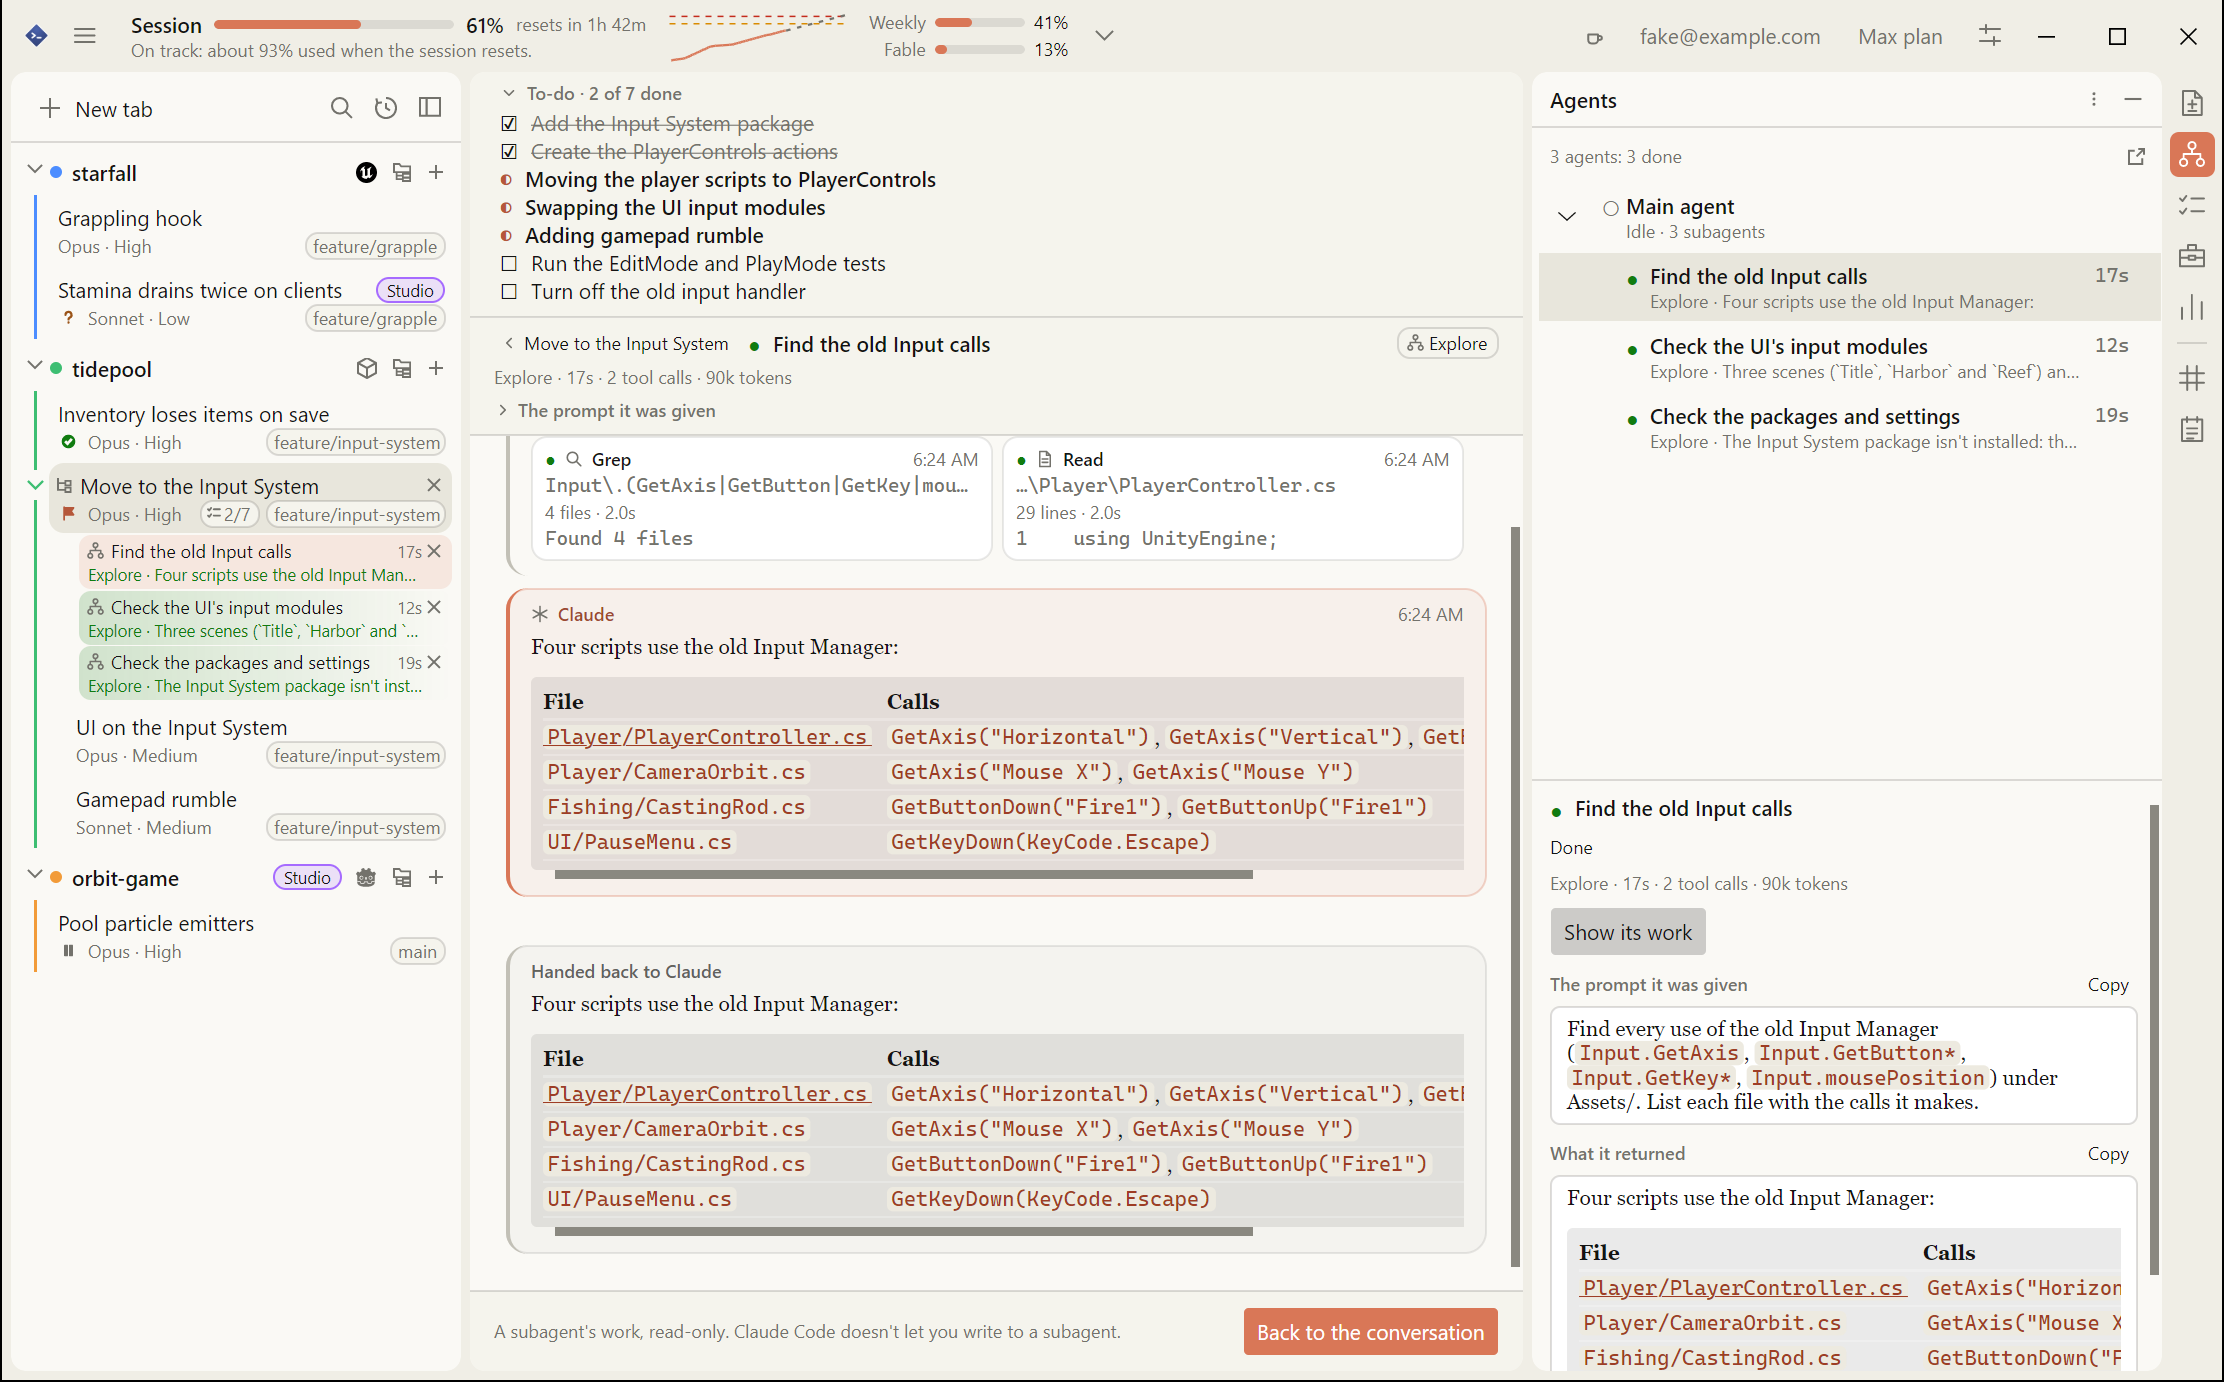 Session 61% resets in 1h 42m
On track: about 93% used when the session resets.
Weekly 41%
Fable 13%
fake@example.com Max plan
New tab
starfall
Grappling hook
Opus · High feature/grapple
Stamina drains twice on clients Studio
? Sonnet · Low feature/grapple
tidepool
Inventory loses items on save
Opus · High feature/input-system
Move to the Input System
Opus · High 2/7 feature/input-system
Find the old Input calls 17s
Explore · Four scripts use the old Input Man...
Check the UI's input modules 12s
Explore · Three scenes (`Title`, `Harbor` and `...
Check the packages and settings 19s
Explore · The Input System package isn't inst...
UI on the Input System
Opus · Medium feature/input-system
Gamepad rumble
Sonnet · Medium feature/input-system
orbit-game Studio
Pool particle emitters
Opus · High main
To-do · 2 of 7 done
Add the Input System package
Create the PlayerControls actions
Moving the player scripts to PlayerControls
Swapping the UI input modules
Adding gamepad rumble
Run the EditMode and PlayMode tests
Turn off the old input handler
Move to the Input System Find the old Input calls Explore
Explore · 17s · 2 tool calls · 90k tokens
The prompt it was given
Grep 6:24 AM
Input\.(GetAxis|GetButton|GetKey|mou...
4 files · 2.0s
Found 4 files
Read 6:24 AM
...\Player\PlayerController.cs
29 lines · 2.0s
1 using UnityEngine;
Claude 6:24 AM
Four scripts use the old Input Manager:
File Calls
Player/PlayerController.cs GetAxis("Horizontal"), GetAxis("Vertical"), GetB
Player/CameraOrbit.cs GetAxis("Mouse X"), GetAxis("Mouse Y")
Fishing/CastingRod.cs GetButtonDown("Fire1"), GetButtonUp("Fire1")
UI/PauseMenu.cs GetKeyDown(KeyCode.Escape)
Handed back to Claude
Four scripts use the old Input Manager:
File Calls
Player/PlayerController.cs GetAxis("Horizontal"), GetAxis("Vertical"), GetB
Player/CameraOrbit.cs GetAxis("Mouse X"), GetAxis("Mouse Y")
Fishing/CastingRod.cs GetButtonDown("Fire1"), GetButtonUp("Fire1")
UI/PauseMenu.cs GetKeyDown(KeyCode.Escape)
A subagent's work, read-only. Claude Code doesn't let you write to a subagent. Back to the conversation
Agents
3 agents: 3 done
Main agent
Idle · 3 subagents
Find the old Input calls 17s
Explore · Four scripts use the old Input Manager:
Check the UI's input modules 12s
Explore · Three scenes (`Title`, `Harbor` and `Reef`) an...
Check the packages and settings 19s
Explore · The Input System package isn't installed: th...
Find the old Input calls
Done
Explore · 17s · 2 tool calls · 90k tokens
Show its work
The prompt it was given Copy
Find every use of the old Input Manager
(Input.GetAxis, Input.GetButton*,
Input.GetKey*, Input.mousePosition) under
Assets/. List each file with the calls it makes.
What it returned Copy
Four scripts use the old Input Manager:
File Calls
Player/PlayerController.cs GetAxis("Horizon
Player/CameraOrbit.cs GetAxis("Mouse X
Fishing/CastingRod.cs GetButtonDown("F